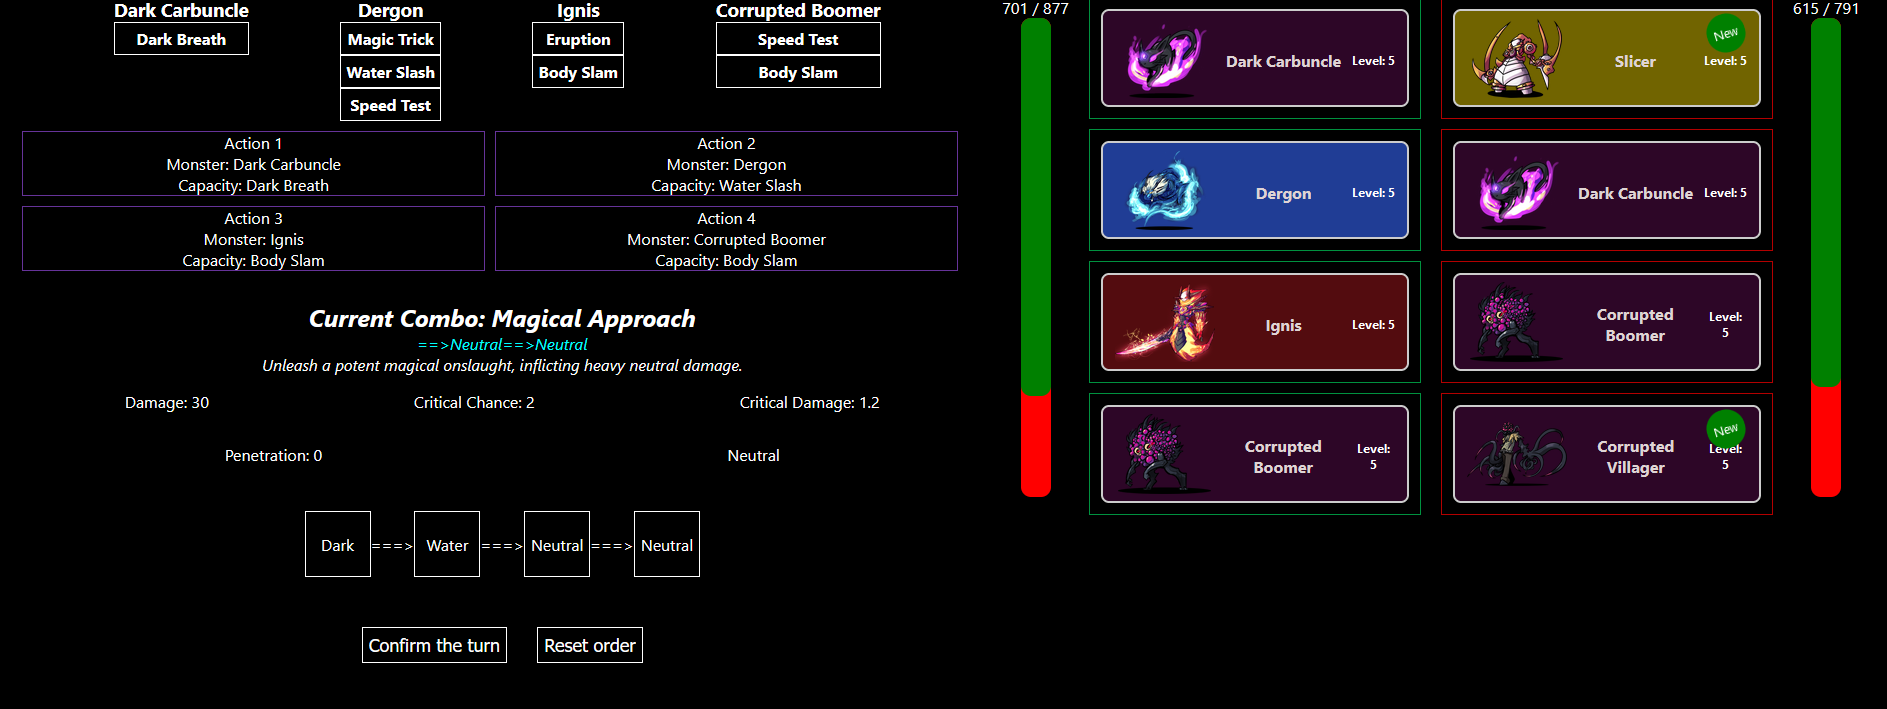 Dark Carbuncle
Dark Breath
Dergon
Magic Trick
Water Slash
Speed Test
Ignis
Eruption
Body Slam
Corrupted Boomer
Speed Test
Body Slam
Action 1
Monster: Dark Carbuncle
Capacity: Dark Breath
Action 2
Monster: Dergon
Capacity: Water Slash
Action 3
Monster: Ignis
Capacity: Body Slam
Action 4
Monster: Corrupted Boomer
Capacity: Body Slam
Current Combo: Magical Approach
==>Neutral==>Neutral
Unleash a potent magical onslaught, inflicting heavy neutral damage.
Damage: 30
Critical Chance: 2
Critical Damage: 1.2
Penetration: 0
Neutral
Dark ===> Water ===> Neutral ===> Neutral
Confirm the turn
Reset order
701 / 877
Dark Carbuncle
Level: 5
Dergon
Level: 5
Ignis
Level: 5
Corrupted
Boomer
Level:
5
New
Slicer
Level: 5
Dark Carbuncle
Level: 5
Corrupted
Boomer
Level:
5
New
Corrupted
Villager
Level:
5
615 / 791